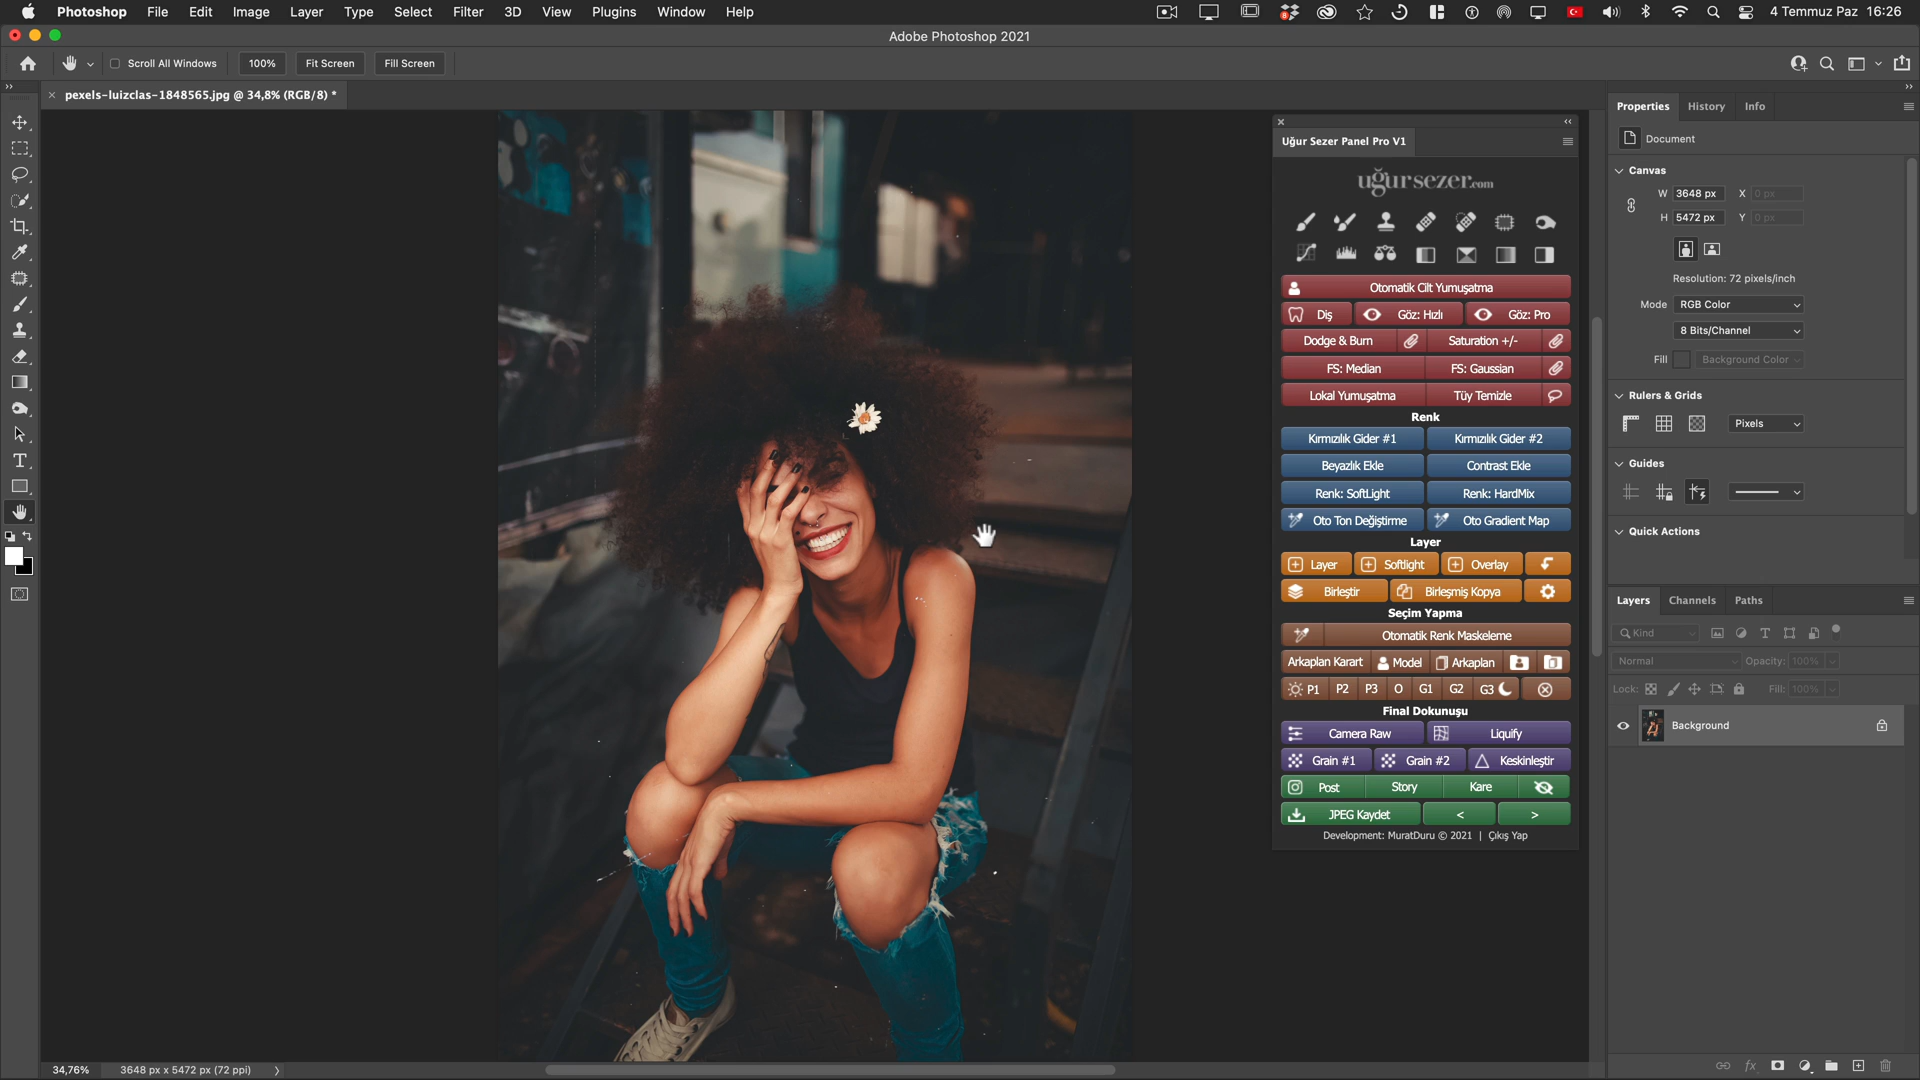 Photoshop File Edit Image Layer Type Select Filter 3D View Plugins Window Help 8 4 Temmuz Paz 16:26
Adobe Photoshop 2021
Scroll All Windows 100% Fit Screen Fill Screen
pexels-luizclas-1848565.jpg @ 34,8% (RGB/8) *
Uğur Sezer Panel Pro V1
uğursezer.com
Otomatik Cilt Yumuşatma
Diş Göz: Hızlı Göz: Pro
Dodge & Burn Saturation +/-
FS: Median FS: Gaussian
Lokal Yumuşatma Tüy Temizle
Renk
Kırmızılık Gider #1 Kırmızılık Gider #2
Beyazlık Ekle Contrast Ekle
Renk: SoftLight Renk: HardMix
Oto Ton Değiştirme Oto Gradient Map
Layer
Layer Softlight Overlay
Birleştir Birleşmiş Kopya
Seçim Yapma
Otomatik Renk Maskeleme
Arkaplan Karart Model Arkaplan
P1 P2 P3 O G1 G2 G3
Final Dokunuşu
Camera Raw Liquify
Grain #1 Grain #2 Keskinleştir
Post Story Kare
JPEG Kaydet < >
Development: MuratDuru © 2021 | Çıkış Yap
Properties History Info
Document
Canvas
W 3648 px X 0 px
H 5472 px Y 0 px
Resolution: 72 pixels/inch
Mode RGB Color
8 Bits/Channel
Fill Background Color
Rulers & Grids
Pixels
Guides
Quick Actions
Layers Channels Paths
Kind
Normal Opacity: 100%
Lock: Fill: 100%
Background
34,76% 3648 px x 5472 px (72 ppi)